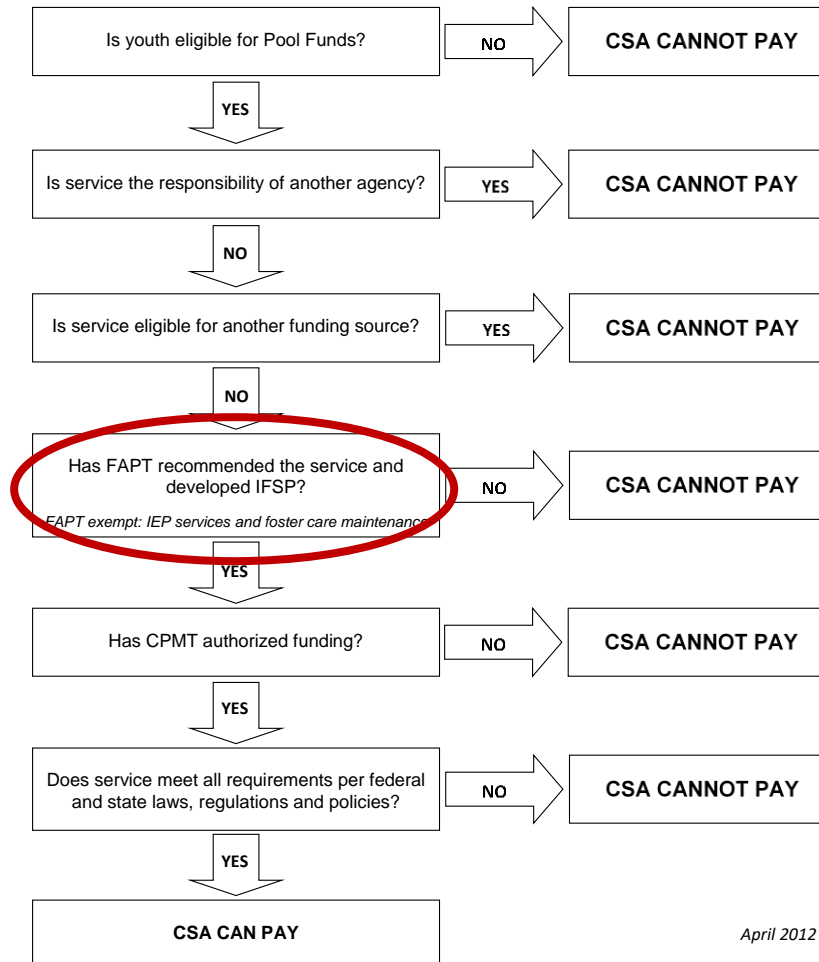 Is youth eligible for Pool Funds?
NO
CSA CANNOT PAY
YES
Is service the responsibility of another agency?
YES
CSA CANNOT PAY
NO
Is service eligible for another funding source?
YES
CSA CANNOT PAY
NO
Has FAPT recommended the service and
developed IFSP?
FAPT exempt: IEP services and foster care maintenance
NO
CSA CANNOT PAY
YES
Has CPMT authorized funding?
NO
CSA CANNOT PAY
YES
Does service meet all requirements per federal
and state laws, regulations and policies?
NO
CSA CANNOT PAY
YES
CSA CAN PAY
April 2012